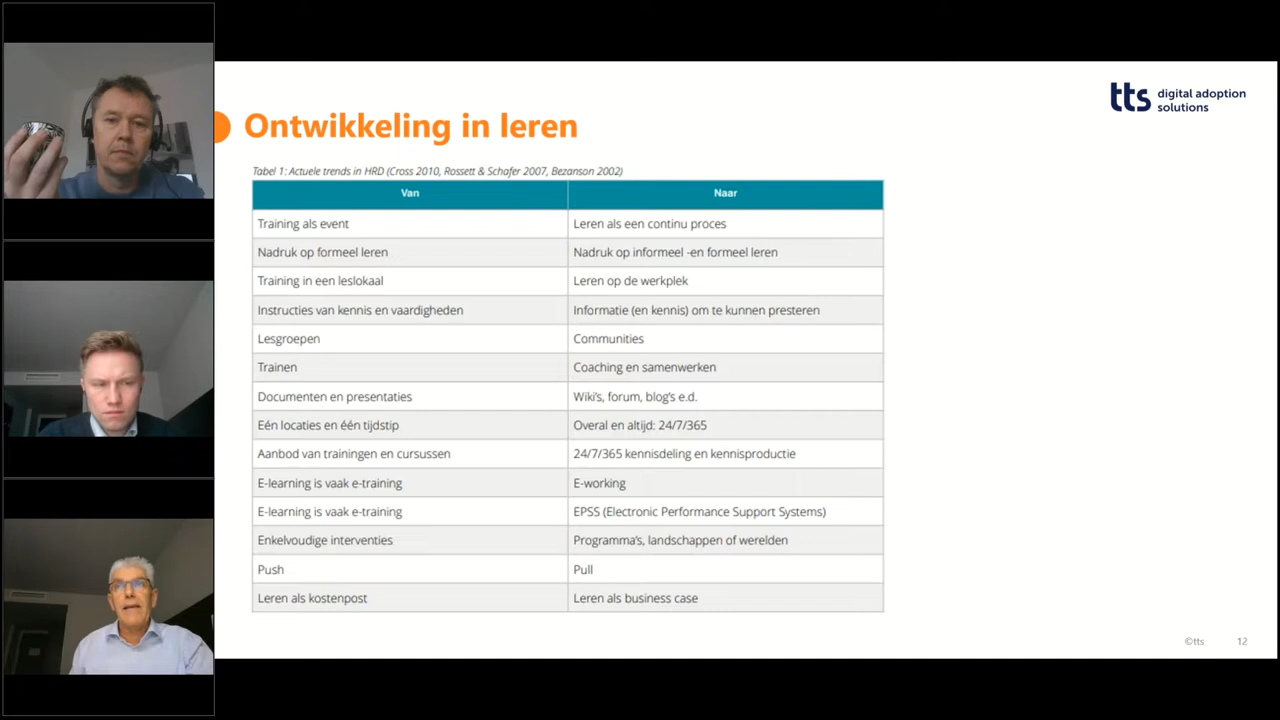 tts digital adoption
solutions
Ontwikkeling in leren
Tabel 1: Actuele trends in HRD (Cross 2010, Rossett & Schafer 2007, Bezanson 2002)
Van Naar
Training als event Leren als een continu proces
Nadruk op formeel leren Nadruk op informeel -en formeel leren
Training in een leslokaal Leren op de werkplek
Instructies van kennis en vaardigheden Informatie (en kennis) om te kunnen presteren
Lesgroepen Communities
Trainen Coaching en samenwerken
Documenten en presentaties Wiki's, forum, blog's e.d.
Eén locaties en één tijdstip Overal en altijd: 24/7/365
Aanbod van trainingen en cursussen 24/7/365 kennisdeling en kennisproductie
E-learning is vaak e-training E-working
E-learning is vaak e-training EPSS (Electronic Performance Support Systems)
Enkelvoudige interventies Programma's, landschappen of werelden
Push Pull
Leren als kostenpost Leren als business case
©tts 12